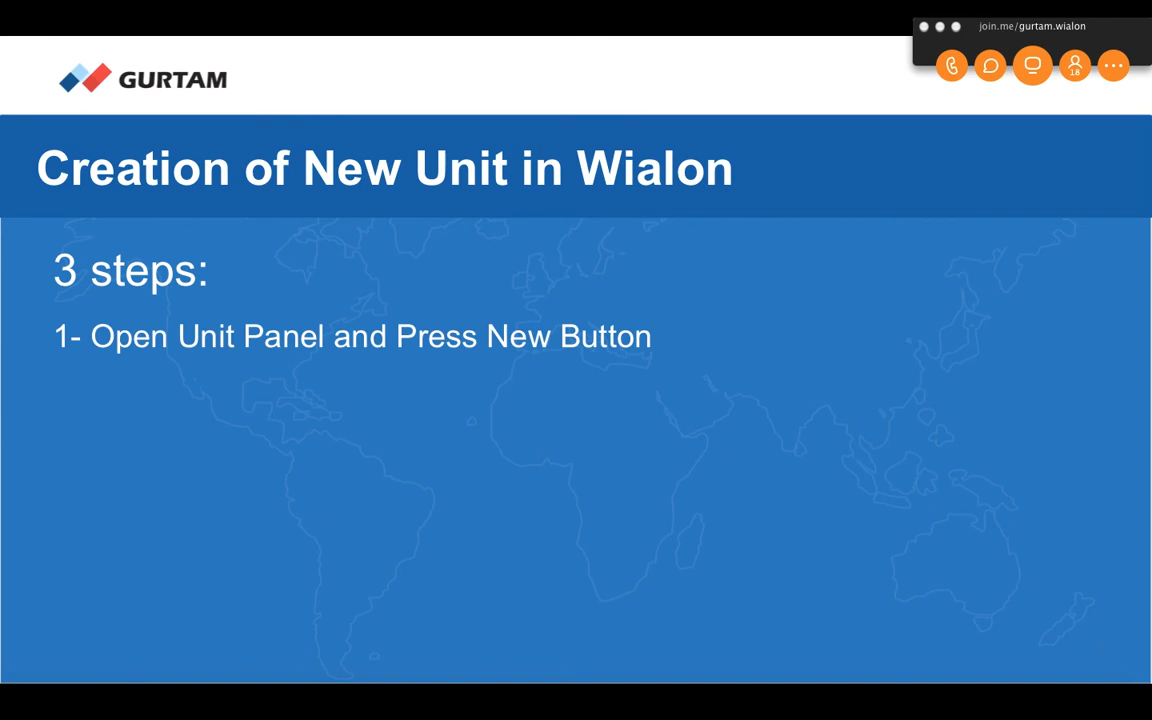 join.me/gurtam.wialon
18
GURTAM
Creation of New Unit in Wialon
3 steps:
1- Open Unit Panel and Press New Button